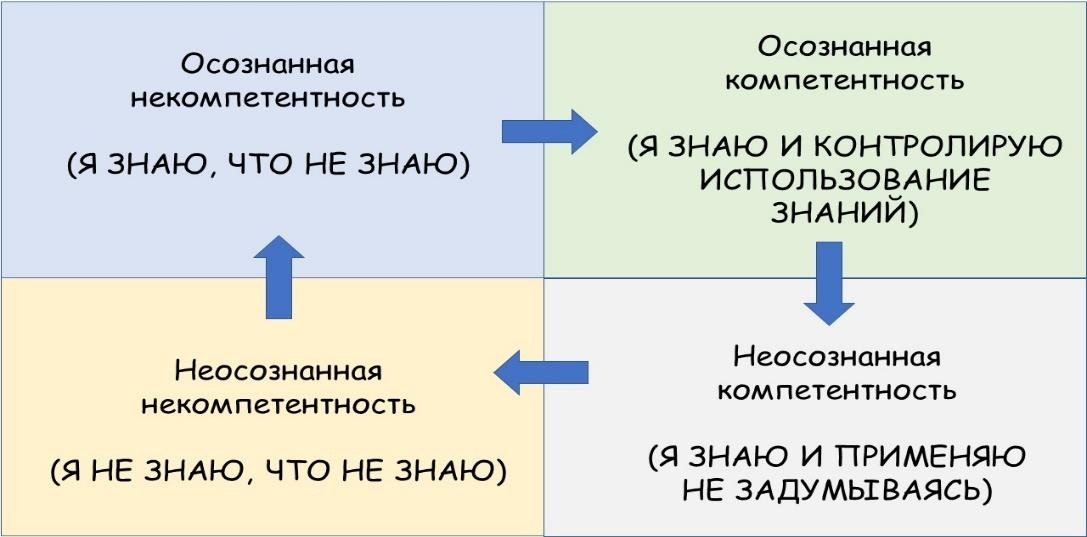 Осознанная
некомпетентность
(Я ЗНАЮ, ЧТО НЕ ЗНАЮ)
Осознанная
компетентность
(Я ЗНАЮ И КОНТРОЛИРУЮ
ИСПОЛЬЗОВАНИЕ
ЗНАНИЙ)
Неосознанная
некомпетентность
(Я НЕ ЗНАЮ, ЧТО НЕ ЗНАЮ)
Неосознанная
компетентность
(Я ЗНАЮ И ПРИМЕНЯЮ
НЕ ЗАДУМЫВАЯСЬ)